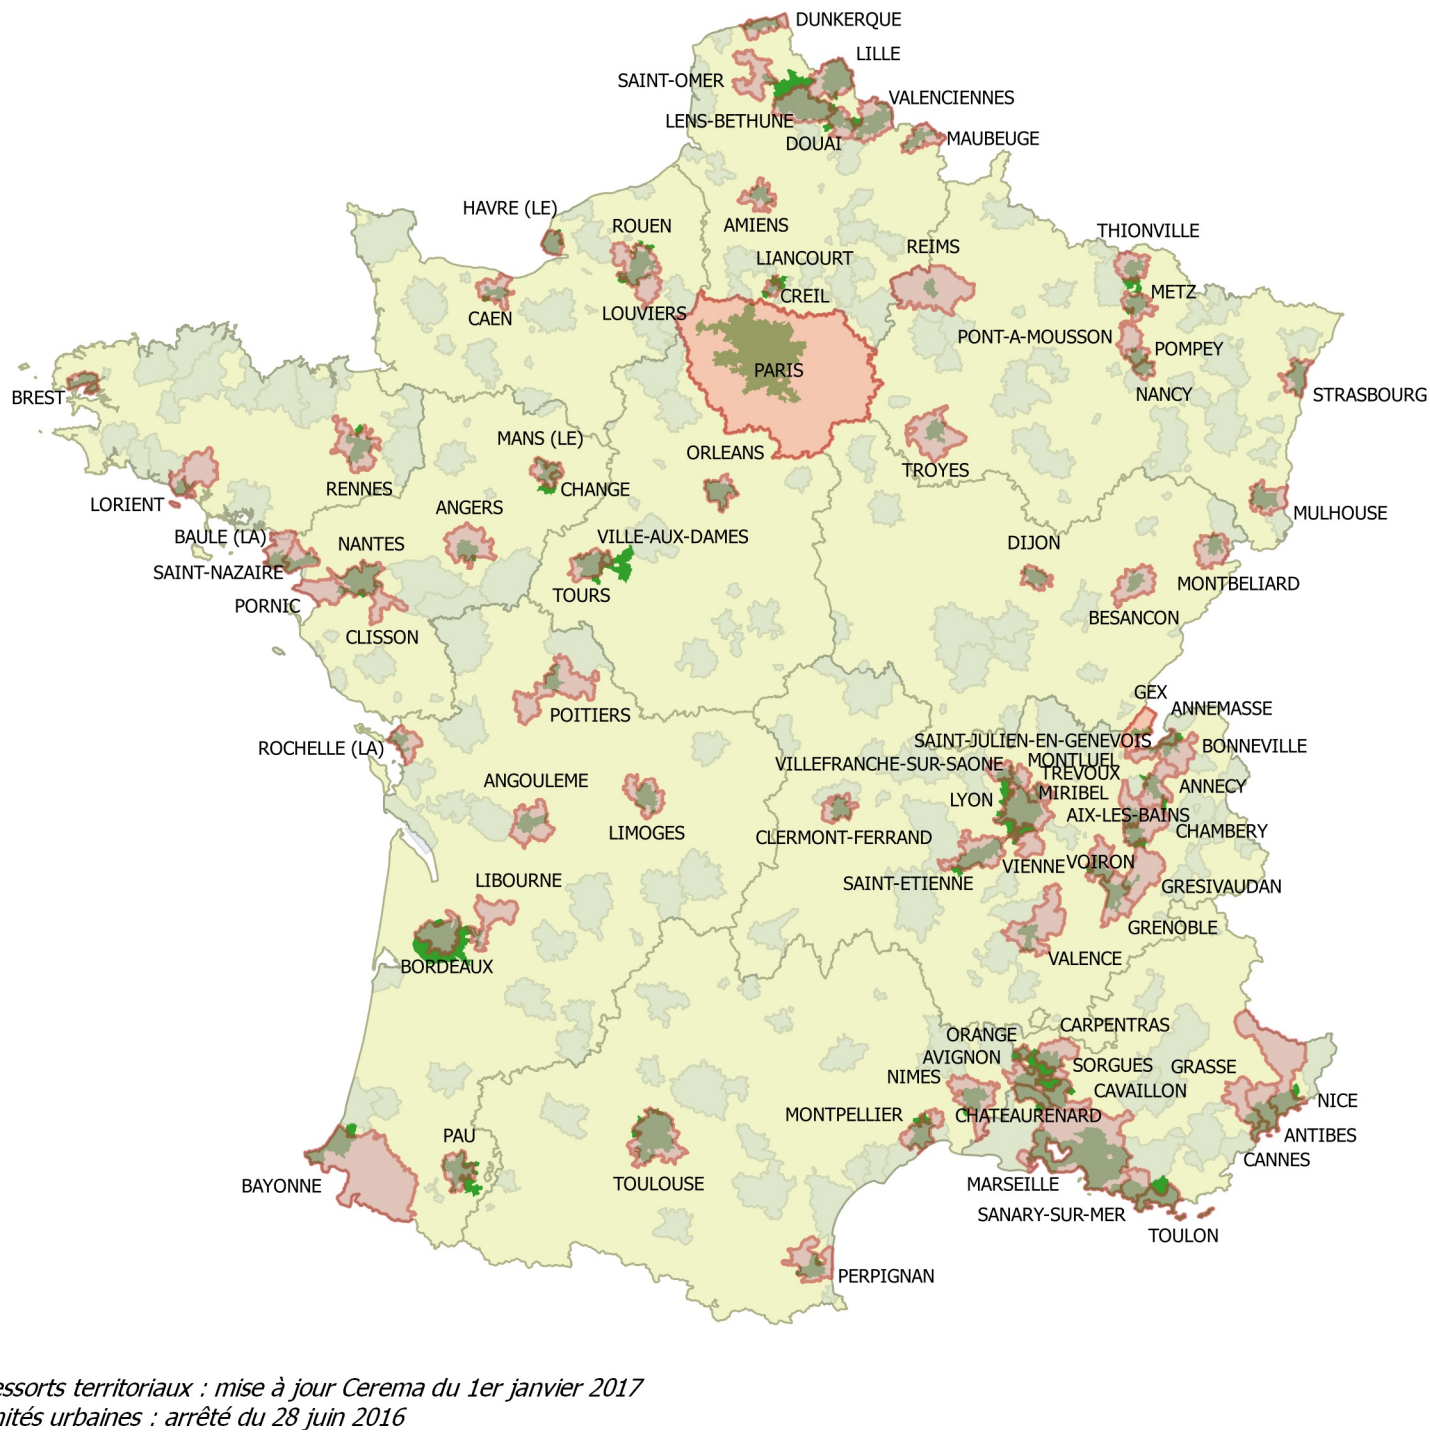 DUNKERQUE
LILLE
SAINT-OMER
VALENCIENNES
LENS-BETHUNE
DOUAI
MAUBEUGE
HAVRE (LE)
ROUEN
AMIENS
THIONVILLE
REIMS
LIANCOURT
CREIL
METZ
CAEN
LOUVIERS
PONT-A-MOUSSON
POMPEY
PARIS
NANCY
STRASBOURG
BREST
MANS (LE)
ORLEANS
TROYES
RENNES
CHANGE
LORIENT
ANGERS
MULHOUSE
BAULE (LA)
NANTES
VILLE-AUX-DAMES
DIJON
SAINT-NAZAIRE
MONTBELIARD
TOURS
PORNIC
BESANCON
CLISSON
GEX
ANNEMASSE
POITIERS
SAINT-JULIEN-EN-GENEVOIS
BONNEVILLE
ROCHELLE (LA)
VILLEFRANCHE-SUR-SAONE
MONTLUEL
TREVOUX
ANGOULEME
ANNECY
LYON
MIRIBEL
AIX-LES-BAINS
LIMOGES
CLERMONT-FERRAND
CHAMBERY
VIENNE
VOIRON
SAINT-ETIENNE
LIBOURNE
GRESIVAUDAN
GRENOBLE
BORDEAUX
VALENCE
CARPENTRAS
ORANGE
AVIGNON
SORGUES
GRASSE
NIMES
CAVAILLON
NICE
MONTPELLIER
CHATEAURENARD
PAU
ANTIBES
CANNES
BAYONNE
TOULOUSE
MARSEILLE
SANARY-SUR-MER
TOULON
PERPIGNAN
essorts territoriaux : mise à jour Cerema du 1er janvier 2017
nités urbaines : arrêté du 28 juin 2016